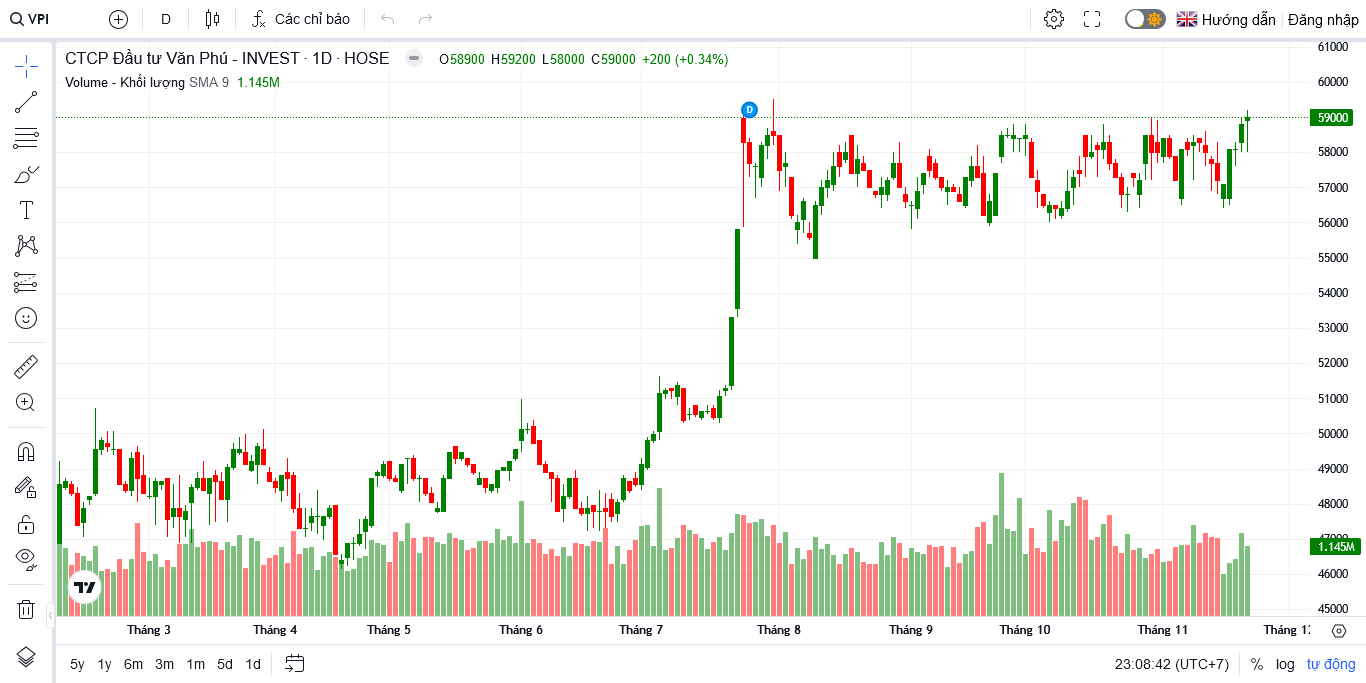 VPI D Các chỉ báo Hướng dẫn Đăng nhập
CTCP Đầu tư Văn Phú - INVEST · 1D · HOSE O58900 H59200 L58000 C59000 +200 (+0.34%)
Volume - Khối lượng SMA 9 1.145M
D
61000
60000
59000
58000
57000
56000
55000
54000
53000
52000
51000
50000
49000
48000
47000
1.145M
46000
45000
Tháng 3 Tháng 4 Tháng 5 Tháng 6 Tháng 7 Tháng 8 Tháng 9 Tháng 10 Tháng 11 Tháng 12
5y 1y 6m 3m 1m 5d 1d 23:08:42 (UTC+7) % log tự động